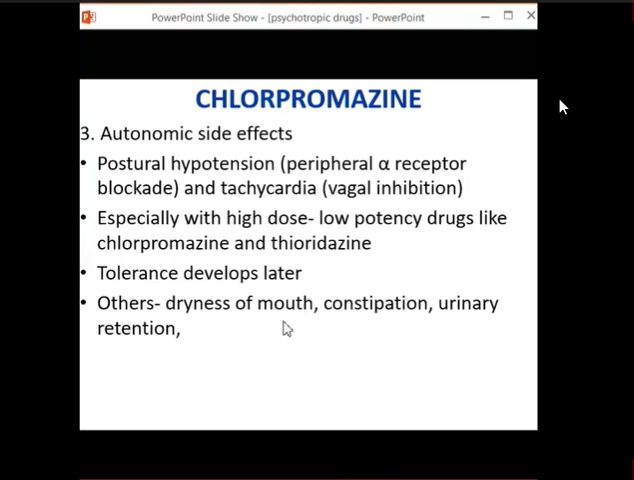 PowerPoint Slide Show - [psychotropic drugs] - PowerPoint
CHLORPROMAZINE
3. Autonomic side effects
• Postural hypotension (peripheral α receptor
blockade) and tachycardia (vagal inhibition)
• Especially with high dose- low potency drugs like
chlorpromazine and thioridazine
• Tolerance develops later
• Others- dryness of mouth, constipation, urinary
retention,